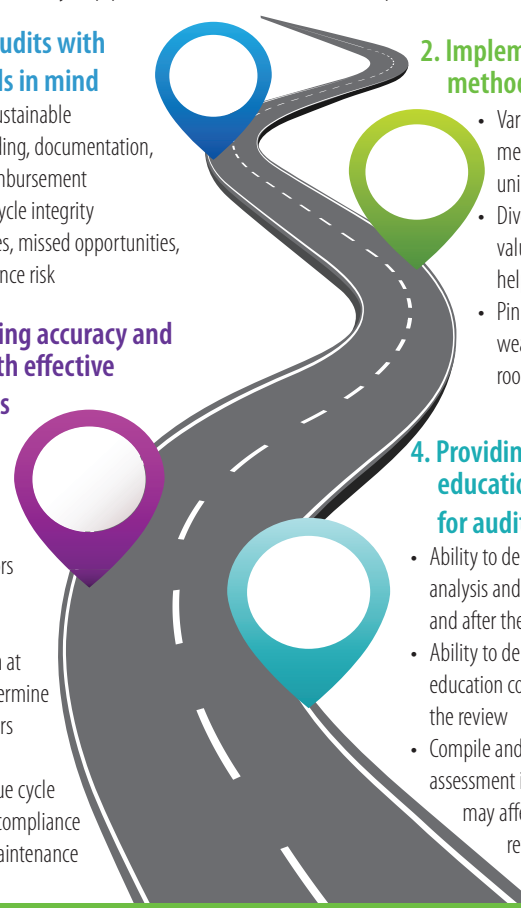 udits with
ls in mind
ustainable
ling, documentation,
nbursement
ycle integrity
es, missed opportunities,
nce risk
2. Implem
method
• Var
me
uni
• Div
valu
hel
• Pin
wea
roo
ing accuracy and
th effective
s
rs
n at
ermine
rs
ue cycle
compliance
aintenance
4. Providin
educatio
for audit
• Ability to de
analysis and
and after the
• Ability to de
education co
the review
• Compile and
assessment i
may affe
re